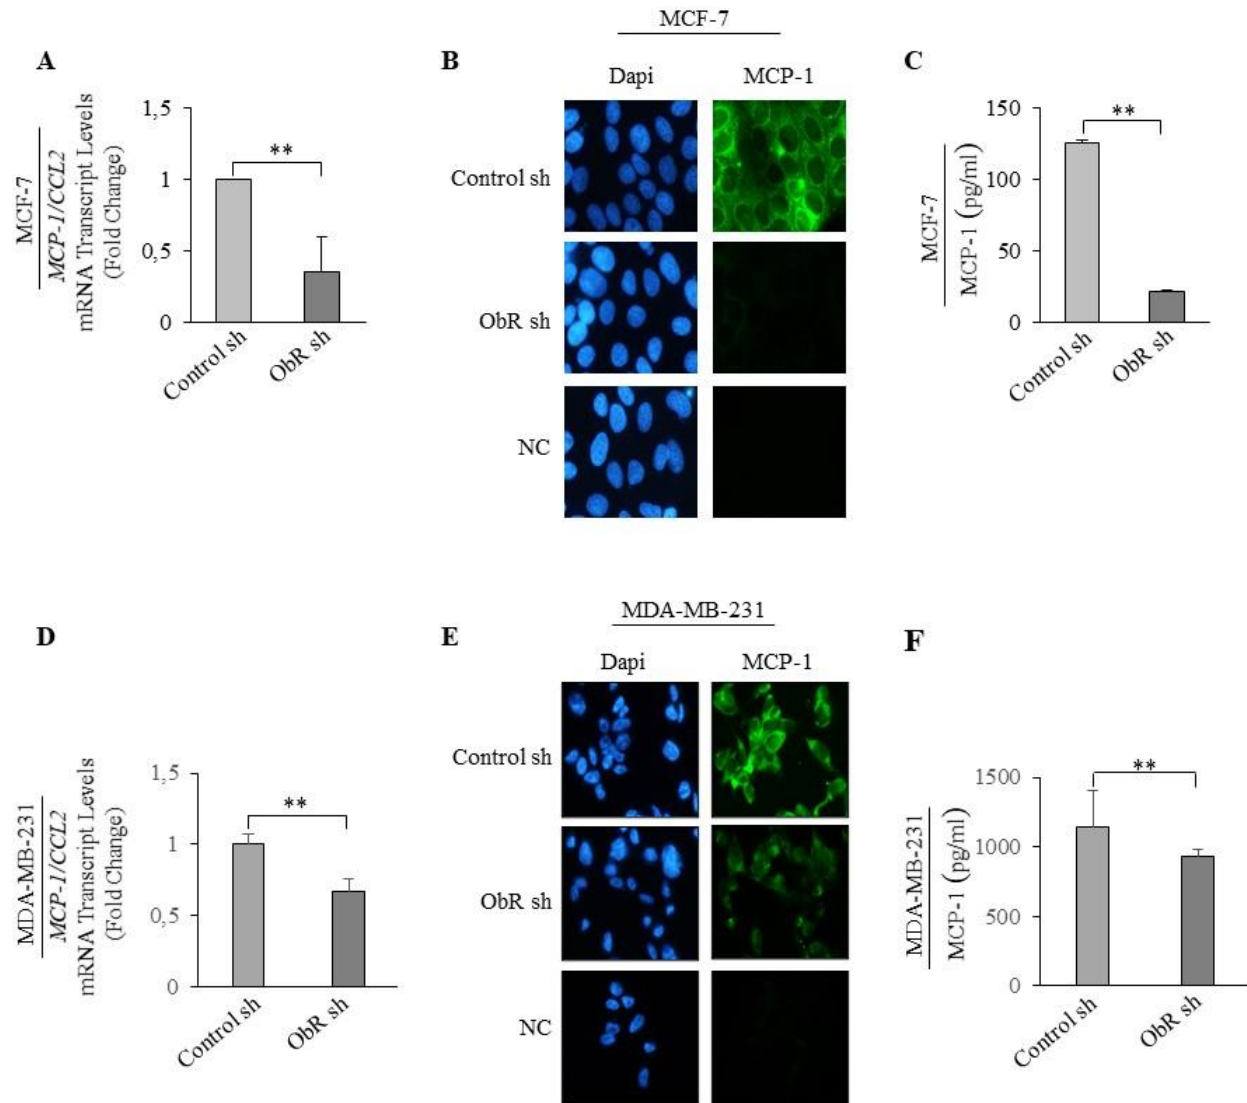 MCF-7
A
B
C
Dapi
MCP-1
MCF-7
MCP-1/CCL2
mRNA Transcript Levels
(Fold Change)
1,5
1
0,5
0
**
Control sh
ObR sh
Control sh
ObR sh
NC
MCF-7
MCP-1 (pg/ml)
150
100
50
0
**
Control sh
ObR sh
MDA-MB-231
D
E
F
Dapi
MCP-1
MDA-MB-231
MCP-1/CCL2
mRNA Transcript Levels
(Fold Change)
1,5
1
0,5
0
**
Control sh
ObR sh
Control sh
ObR sh
NC
MDA-MB-231
MCP-1 (pg/ml)
1500
1000
500
0
**
Control sh
ObR sh